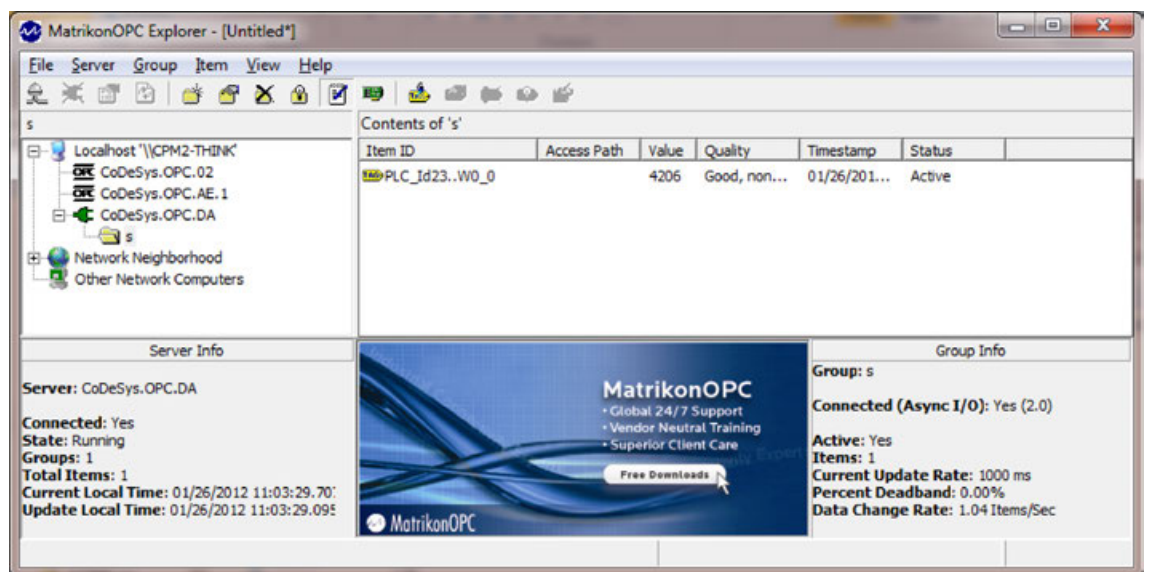 MatrikonOPC Explorer - [Untitled*]
File Server Group Item View Help
s
Contents of 's'
Localhost '\\CPM2-THINK'
CoDeSys.OPC.02
CoDeSys.OPC.AE.1
CoDeSys.OPC.DA
s
Network Neighborhood
Other Network Computers
Item ID Access Path Value Quality Timestamp Status
PLC_Id23..W0_0 4206 Good, non... 01/26/201... Active
Server Info
Server: CoDeSys.OPC.DA
Connected: Yes
State: Running
Groups: 1
Total Items: 1
Current Local Time: 01/26/2012 11:03:29.70
Update Local Time: 01/26/2012 11:03:29.095
MatrikonOPC
• Global 24/7 Support
• Vendor Neutral Training
• Superior Client Care
Free Downloads
MatrikonOPC
Group Info
Group: s
Connected (Async I/O): Yes (2.0)
Active: Yes
Items: 1
Current Update Rate: 1000 ms
Percent Deadband: 0.00%
Data Change Rate: 1.04 Items/Sec